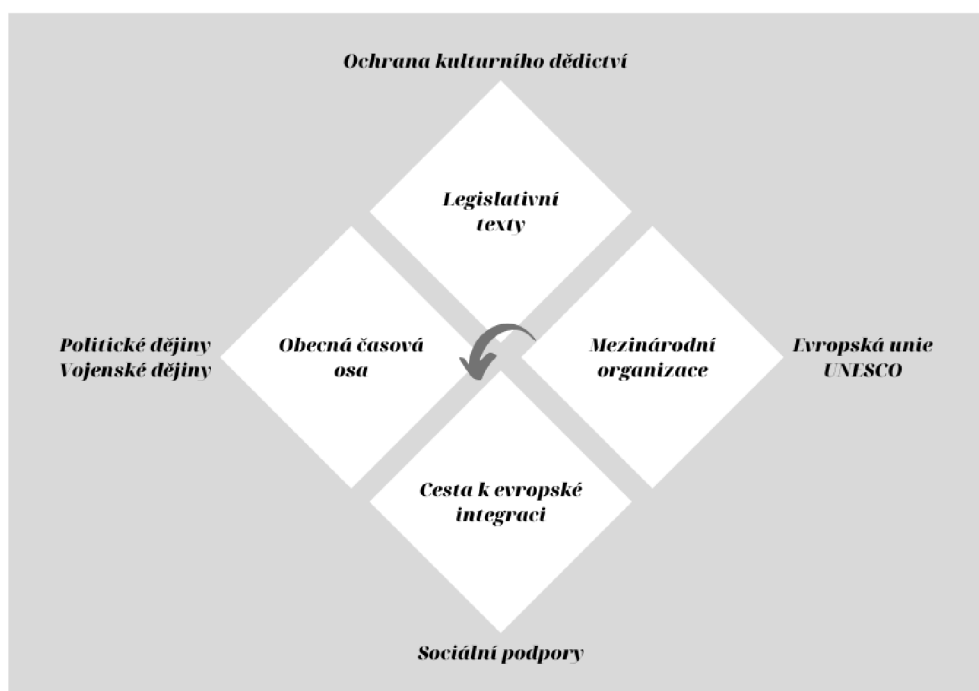 Ochrana kulturního dědictví
Legislativní
texty
Politické dějiny
Vojenské dějiny
Obecná časová
osa
Mezinárodní
organizace
Evropská unie
UNESCO
Cesta k evropské
integraci
Sociální podpory